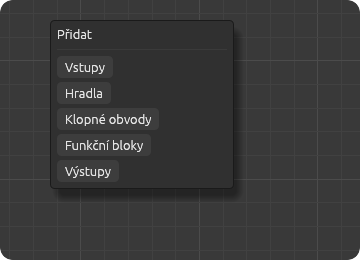 Přidat
Vstupy
Hradla
Klopné obvody
Funkční bloky
Výstupy